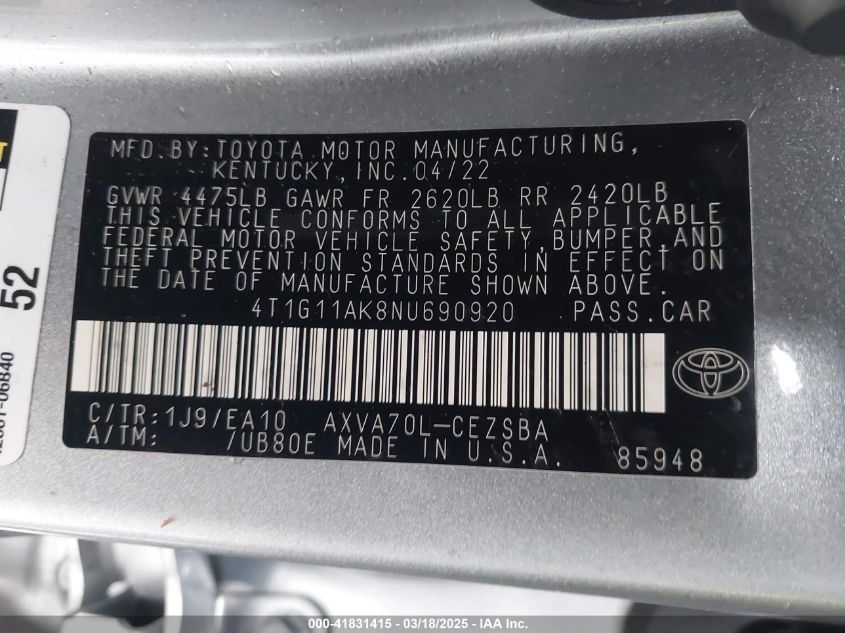 MFD.BY:TOYOTA MOTOR MANUFACTURING,
KENTUCKY,INC.04/22
GVWR 4475LB GAWR FR 2620LB RR 2420LB
THIS VEHICLE CONFORMS TO ALL APPLICABLE
FEDERAL MOTOR VEHICLE SAFETY,BUMPER,AND
THEFT PREVENTION STANDARDS IN EFFECT ON
THE DATE OF MANUFACTURE SHOWN ABOVE.
4T1G11AK8NU690920 PASS.CAR
C/TR:1J9/EA10 AXVA70L-CEZSBA
A/TM: /UB80E MADE IN U.S.A. 85948
52
000-41831415 - 03/18/2025 - IAA Inc.